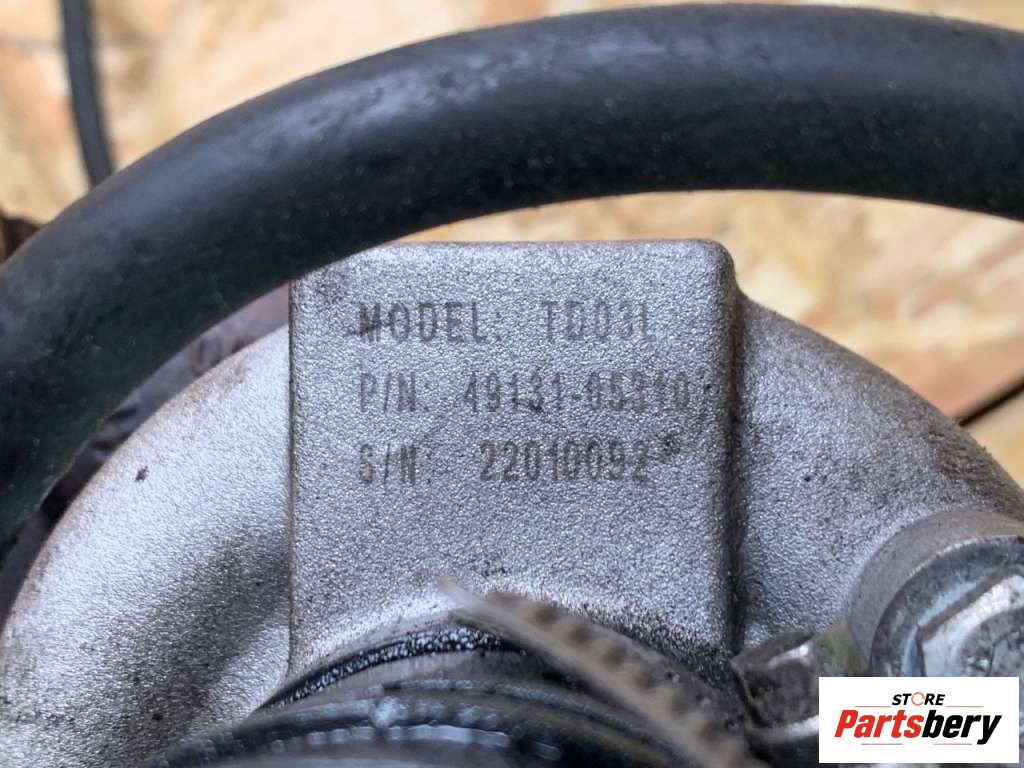 MODEL: TD03L
P/N: 49131-05310
S/N: 22010092 S
STORE
Partsbery